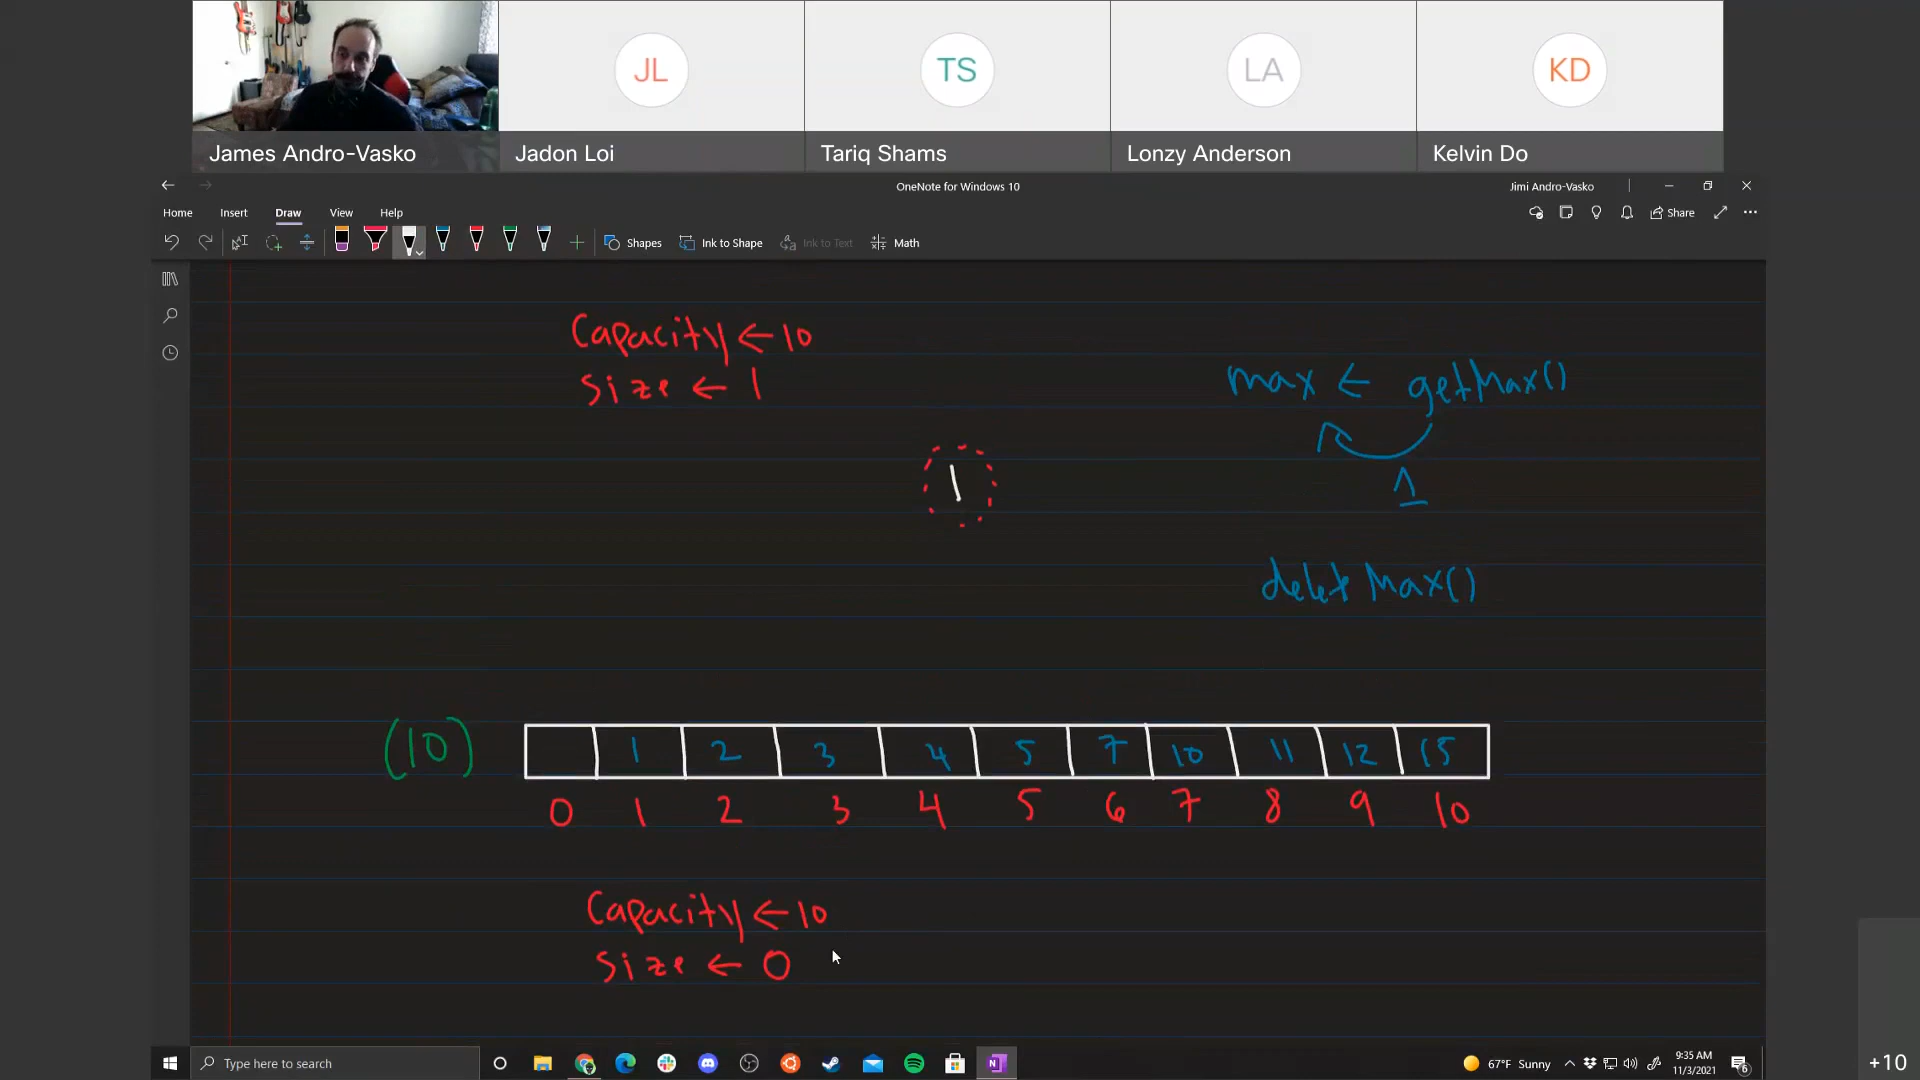 JL
TS
LA
KD
James Andro-Vasko
Jadon Loi
Tariq Shams
Lonzy Anderson
Kelvin Do
OneNote for Windows 10
Jimi Andro-Vasko
Home Insert Draw View Help
Share
Shapes Ink to Shape Ink to Text Math
Capacity ← 10
Size ← 1
max ← getMax()
1
1
delet Max()
(10)
1 2 3 4 5 7 10 11 12 15
0 1 2 3 4 5 6 7 8 9 10
Capacity ← 10
Size ← 0
Type here to search
67°F Sunny
9:35 AM
11/3/2021
6
+10